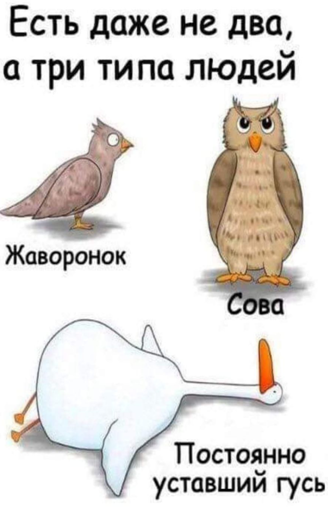 Есть даже не два,
а три типа людей
Жаворонок
Сова
Постоянно
уставший гусь